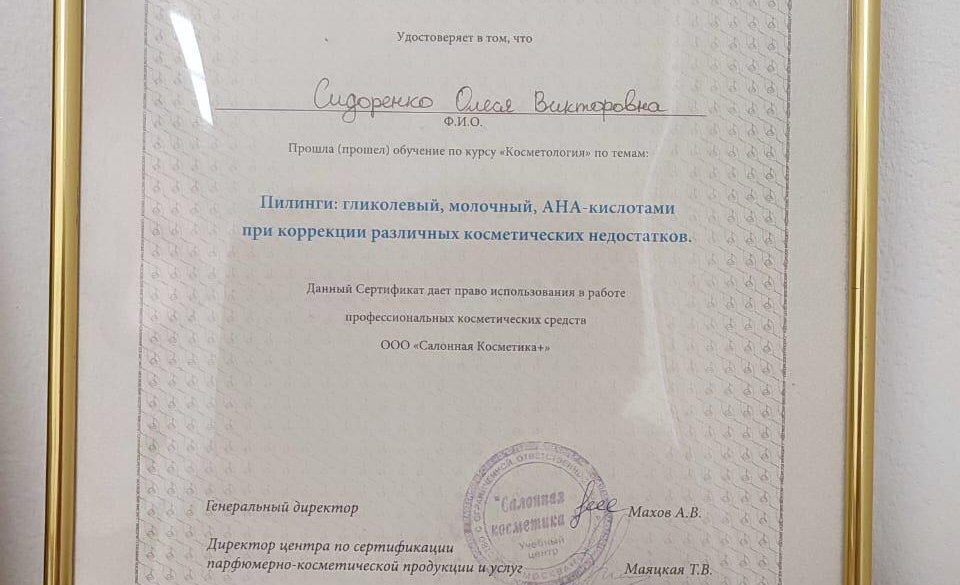 Удостоверяет в том, что
Сидоренко Олеся Викторовна
Ф.И.О.
Прошла (прошел) обучение по курсу «Косметология» по темам:
Пилинги: гликолевый, молочный, АНА-кислотами
при коррекции различных косметических недостатков.
Данный Сертификат дает право использования в работе
профессиональных косметических средств
ООО «Салонная Косметика+»
"Салонная
косметика
Учебный
центр
Генеральный директор
Махов А.В.
Директор центра по сертификации
парфюмерно-косметической продукции и услуг
Маяцкая Т.В.